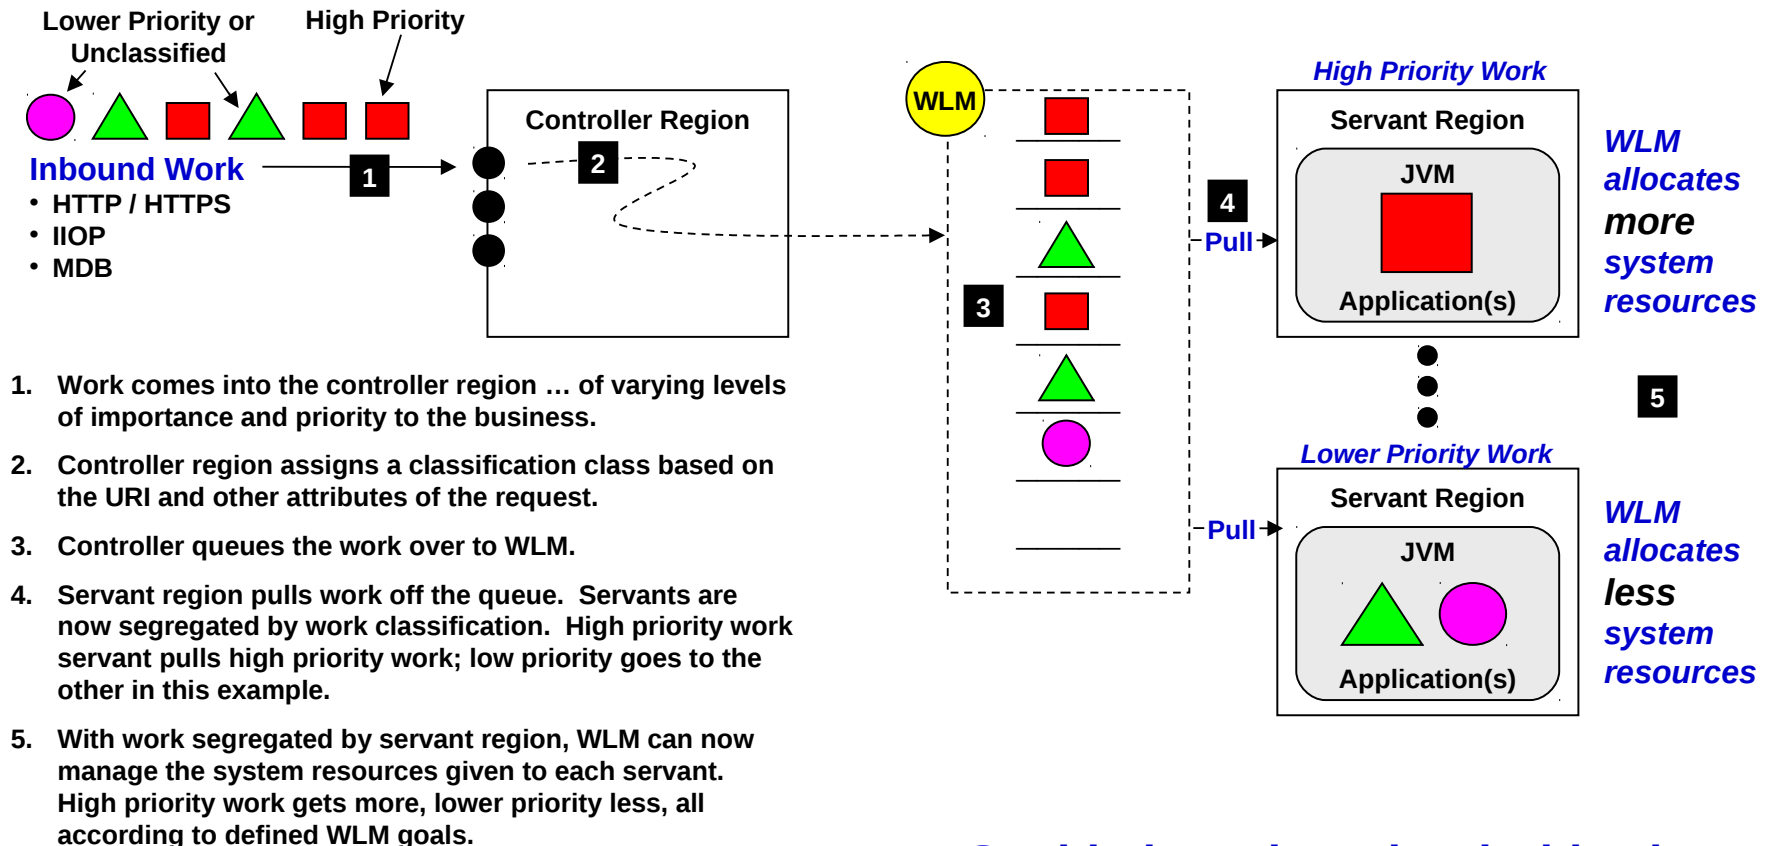 Lower Priority or
Unclassified
High Priority
Inbound Work
• HTTP / HTTPS
• IIOP
• MDB
1
Controller Region
2
WLM
3
4
Pull
High Priority Work
Servant Region
JVM
Application(s)
WLM
allocates
more
system
resources
5
Pull
Lower Priority Work
Servant Region
JVM
Application(s)
WLM
allocates
less
system
resources
1. Work comes into the controller region … of varying levels
of importance and priority to the business.
2. Controller region assigns a classification class based on
the URI and other attributes of the request.
3. Controller queues the work over to WLM.
4. Servant region pulls work off the queue.  Servants are
now segregated by work classification.  High priority work
servant pulls high priority work; low priority goes to the
other in this example.
5. With work segregated by servant region, WLM can now
manage the system resources given to each servant.
High priority work gets more, lower priority less, all
according to defined WLM goals.